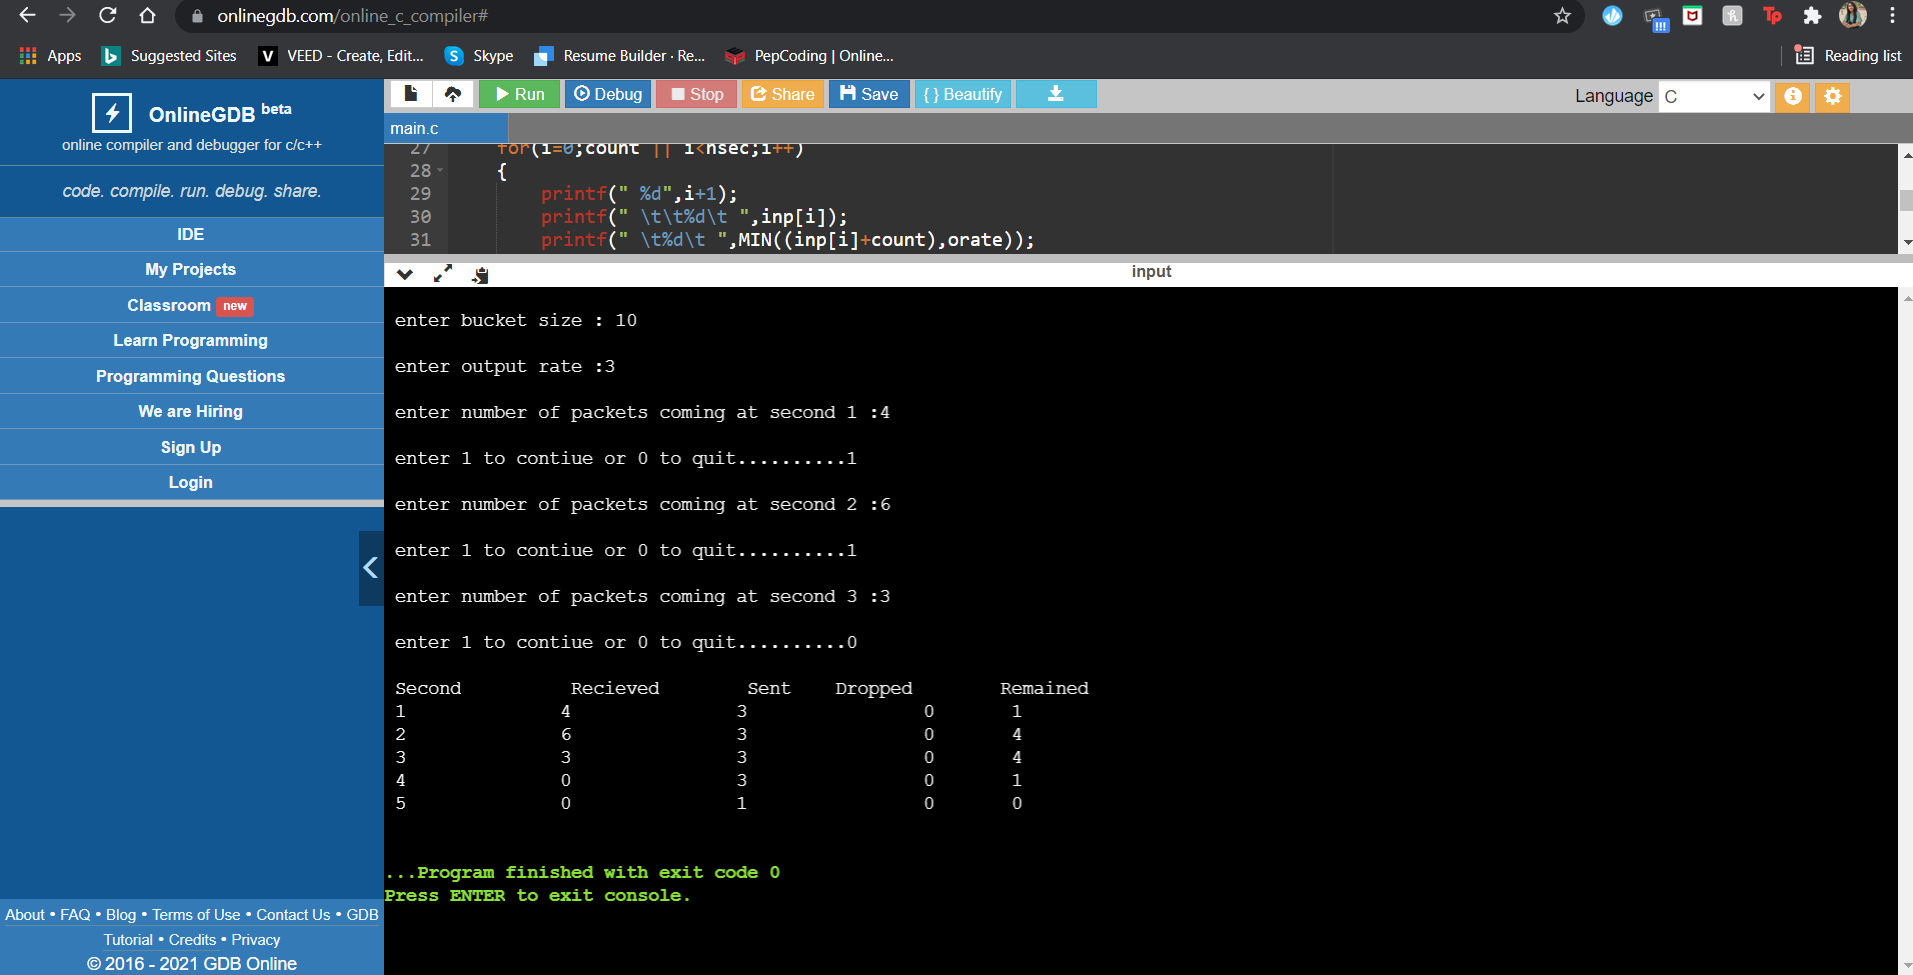 onlinegdb.com/online_c_compiler#
Apps Suggested Sites VEED - Create, Edit... Skype Resume Builder · Re... PepCoding | Online... Reading list
OnlineGDB beta
online compiler and debugger for c/c++
code. compile. run. debug. share.
IDE
My Projects
Classroom new
Learn Programming
Programming Questions
We are Hiring
Sign Up
Login
About • FAQ • Blog • Terms of Use • Contact Us • GDB
Tutorial • Credits • Privacy
© 2016 - 2021 GDB Online
Run Debug Stop Share Save { } Beautify Language C
main.c
27 for(i=0;count || i<nsec;i++)
28 {
29 printf(" %d",i+1);
30 printf(" \t\t%d\t ",inp[i]);
31 printf(" \t%d\t ",MIN((inp[i]+count),orate));
input
enter bucket size : 10
enter output rate :3
enter number of packets coming at second 1 :4
enter 1 to contiue or 0 to quit..........1
enter number of packets coming at second 2 :6
enter 1 to contiue or 0 to quit..........1
enter number of packets coming at second 3 :3
enter 1 to contiue or 0 to quit..........0
Second Recieved Sent Dropped Remained
1 4 3 0 1
2 6 3 0 4
3 3 3 0 4
4 0 3 0 1
5 0 1 0 0
...Program finished with exit code 0
Press ENTER to exit console.